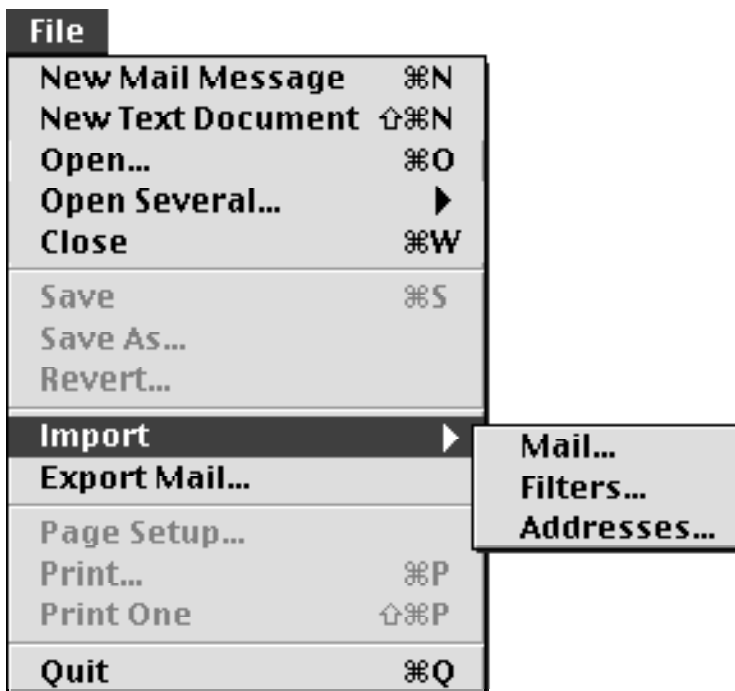 File
New Mail Message ⌘N
New Text Document ⇧⌘N
Open... ⌘O
Open Several...
Close ⌘W
Save ⌘S
Save As...
Revert...
Import
Export Mail...
Page Setup...
Print... ⌘P
Print One ⇧⌘P
Quit ⌘Q
Mail...
Filters...
Addresses...